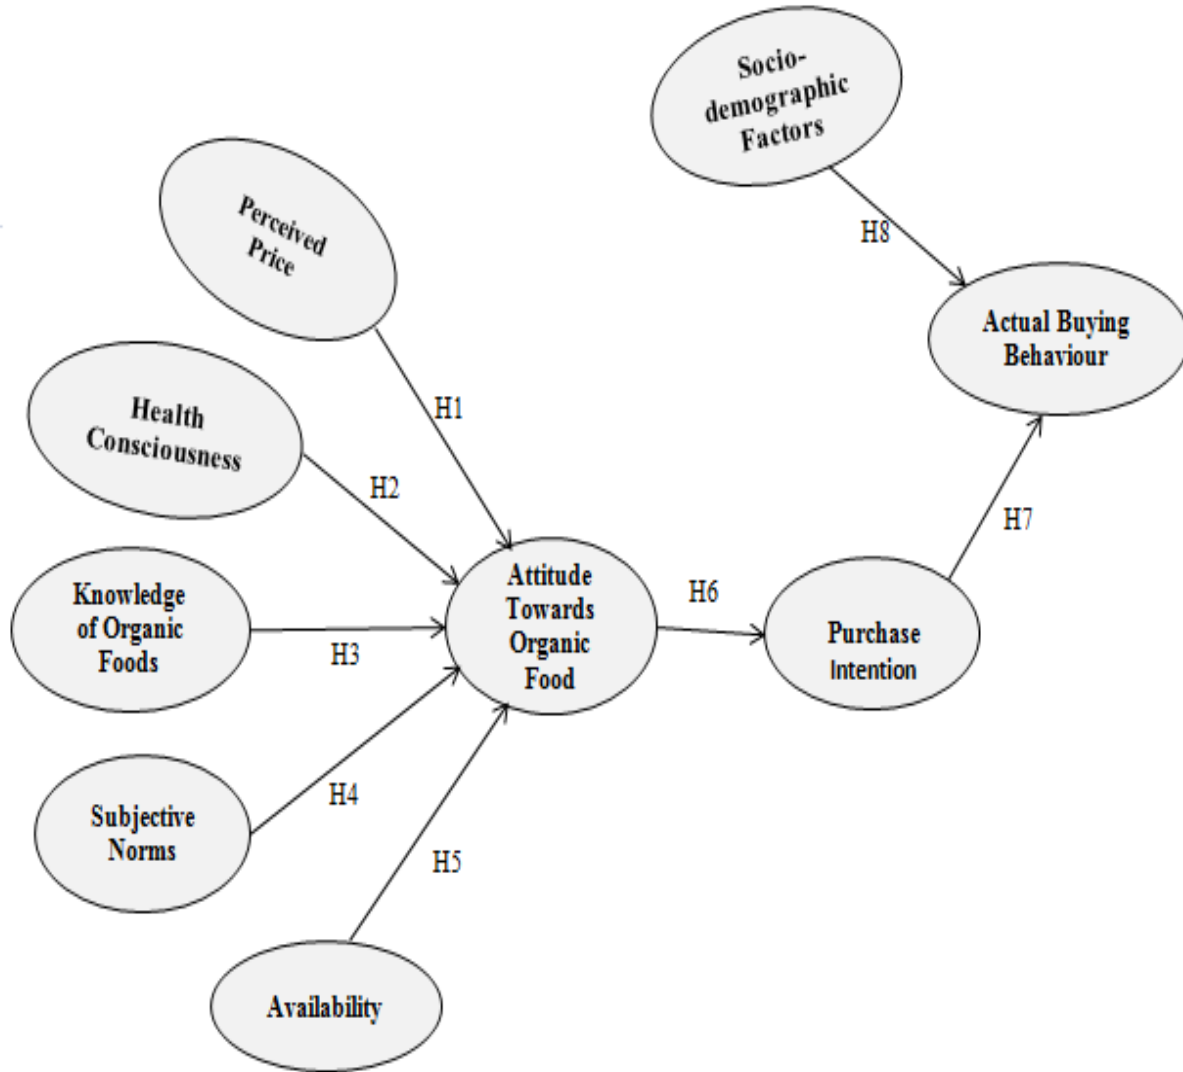 Socio-
demographic
Factors
Perceived
Price
H8
Actual Buying
Behaviour
Health
Consciousness
H1
H2
Knowledge
of Organic
Foods
H3
Attitude
Towards
Organic
Food
H6
Purchase
Intention
H7
Subjective
Norms
H4
H5
Availability